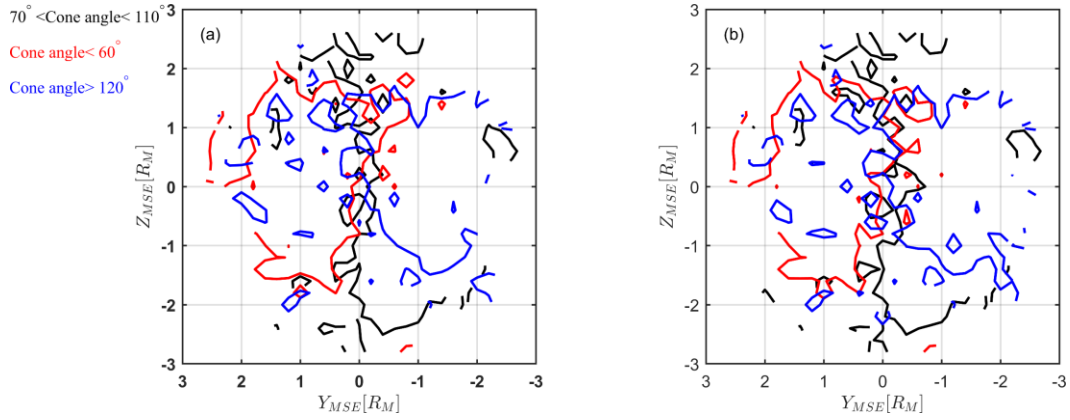 70° <Cone angle< 110°
Cone angle< 60°
Cone angle> 120°
(a)
3
2
1
0
-1
-2
-3
Z_MSE[R_M]
3 2 1 0 -1 -2 -3
Y_MSE[R_M]
(b)
3
2
1
0
-1
-2
-3
Z_MSE[R_M]
3 2 1 0 -1 -2 -3
Y_MSE[R_M]